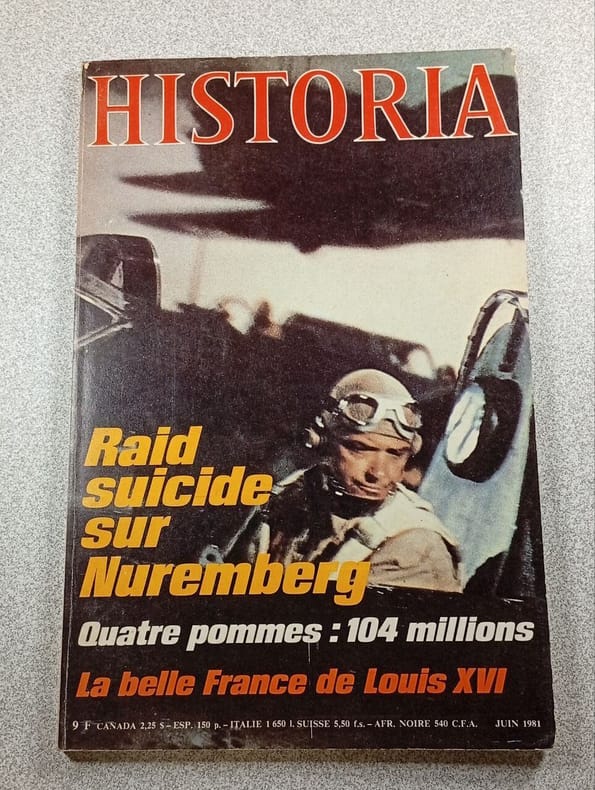 HISTORIA
Raid
suicide
sur
Nuremberg
Quatre pommes : 104 millions
La belle France de Louis XVI
9 F CANADA 2,25 $ – ESP. 150 p. – ITALIE 1 650 l. SUISSE 5,50 f.s. – AFR. NOIRE 540 C.F.A. JUIN 1981